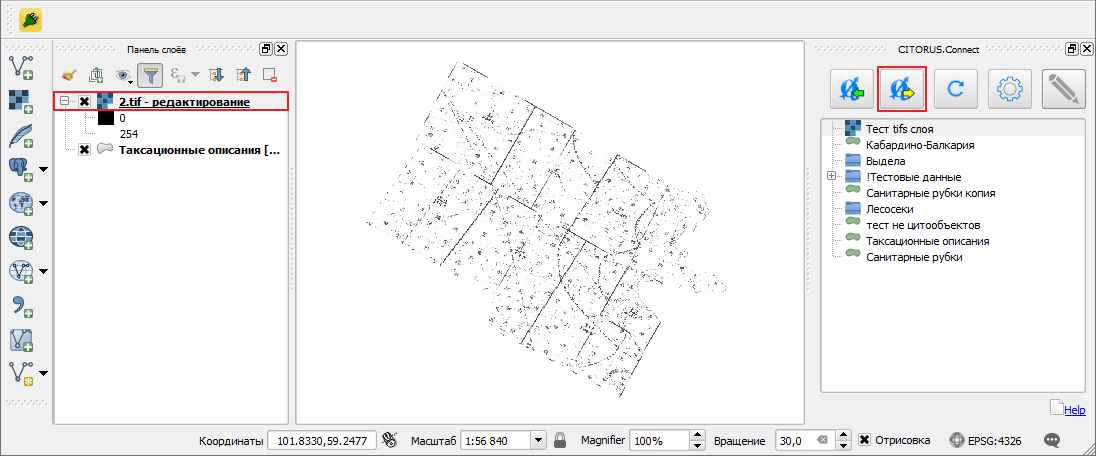 Панель слоёв
2.tif - редактирование
0
254
Таксационные описания [...
CITORUS.Connect
Тест tifs слоя
Кабардино-Балкария
Выдела
!Тестовые данные
Санитарные рубки копия
Лесосеки
тест не цитообъектов
Таксационные описания
Санитарные рубки
Help
Координаты 101.8330,59.2477 Масштаб 1:56 840 Magnifier 100% Вращение 30,0 Отрисовка EPSG:4326